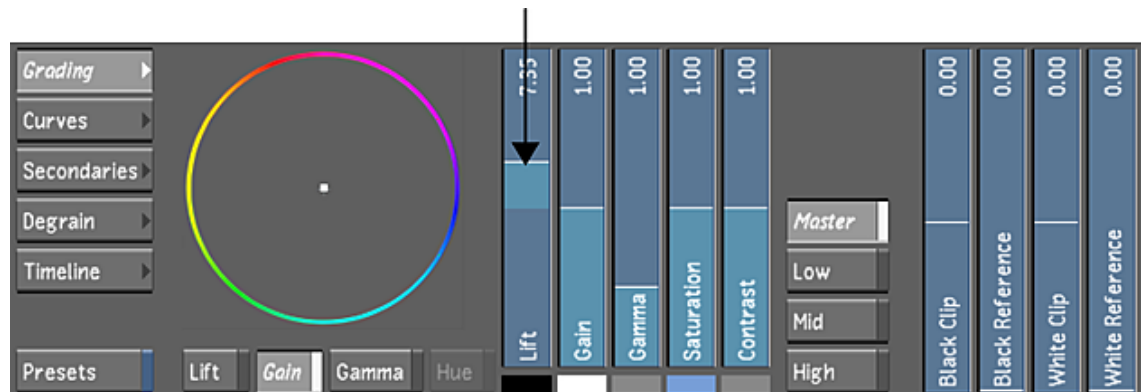 Grading
Curves
Secondaries
Degrain
Timeline
Presets
Lift
Gain
Gamma
Hue
7.35
Lift
1.00
Gain
1.00
Gamma
1.00
Saturation
1.00
Contrast
Master
Low
Mid
High
0.00
Black Clip
0.00
Black Reference
0.00
White Clip
0.00
White Reference